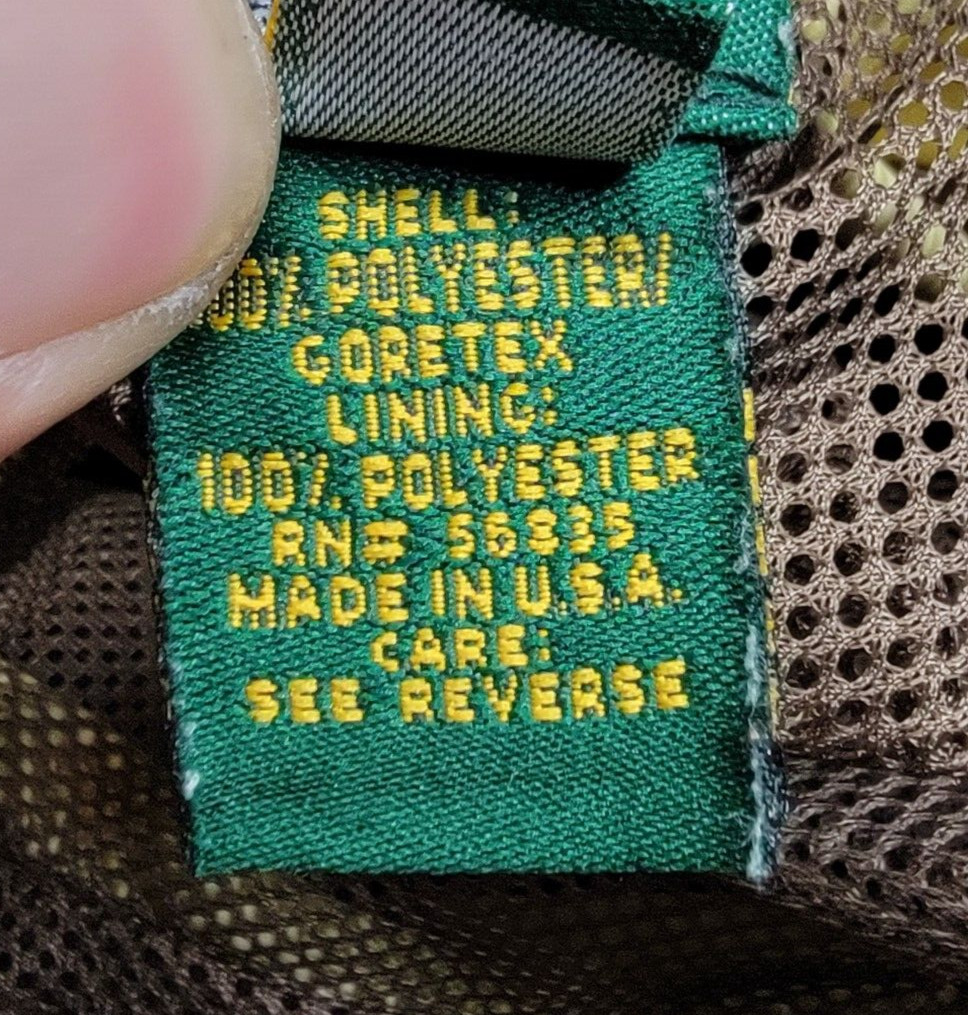 SHELL:
00% POLYESTER/
GORETEX
LINING:
100% POLYESTER
RN# 56835
MADE IN U.S.A.
CARE:
SEE REVERSE